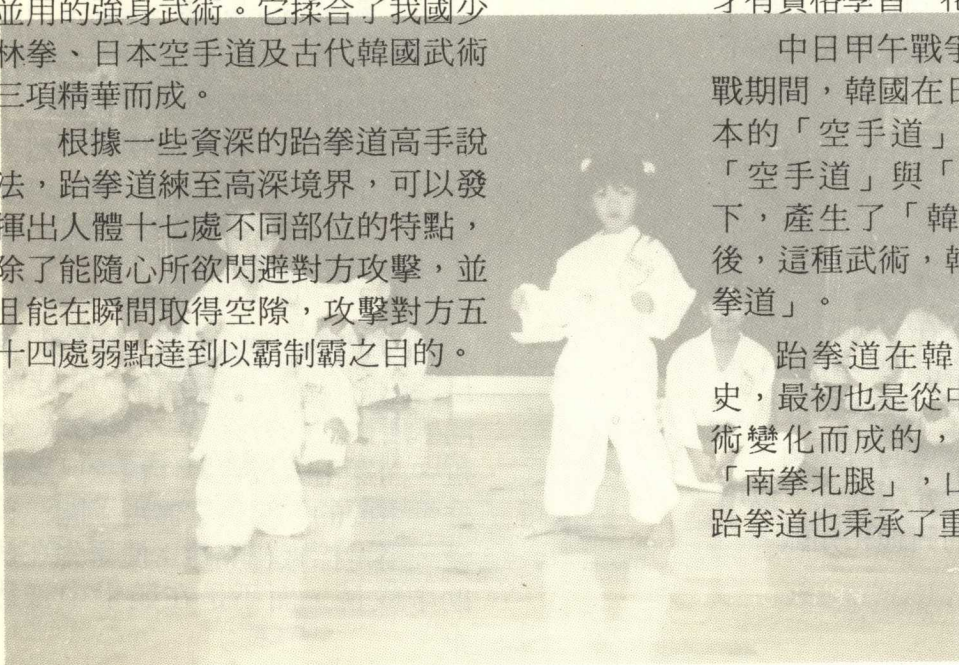 並用的強身武術。它揉合了我國少
林拳、日本空手道及古代韓國武術
三項精華而成。
根據一些資深的跆拳道高手說
法，跆拳道練至高深境界，可以發
揮出人體十七處不同部位的特點，
除了能隨心所欲閃避對方攻擊，並
且能在瞬間取得空隙，攻擊對方五
十四處弱點達到以霸制霸之目的。
才有資格學習「花
中日甲午戰爭
戰期間，韓國在日
本的「空手道」
「空手道」與「
下，產生了「韓
後，這種武術，韓
拳道」。
跆拳道在韓
史，最初也是從中
術變化而成的，
「南拳北腿」，山
跆拳道也秉承了重